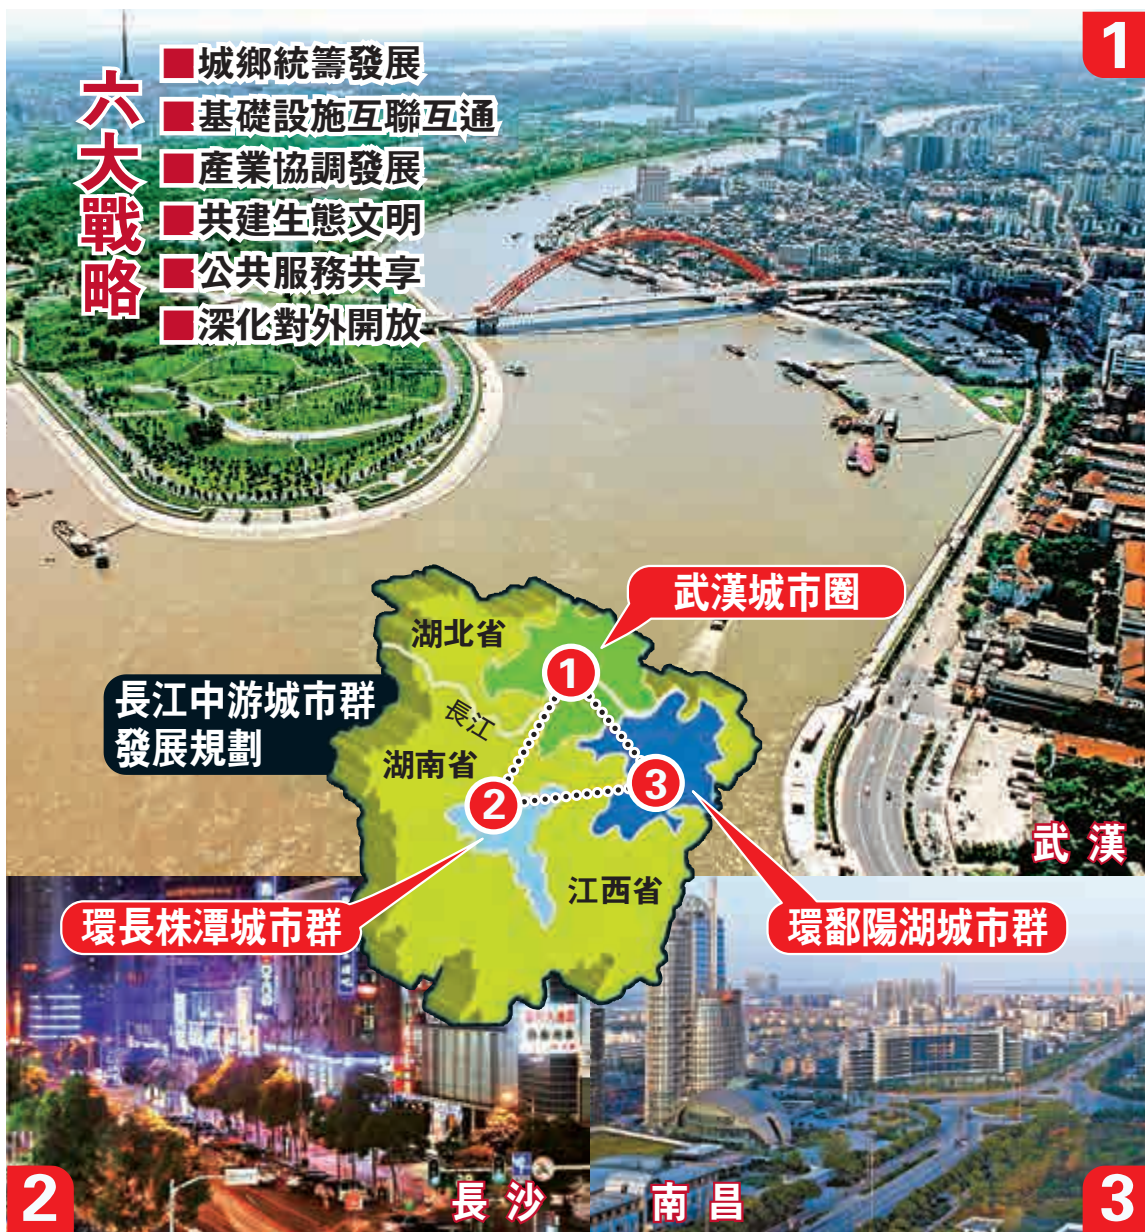 1
六大戰略
■城鄉統籌發展
■基礎設施互聯互通
■產業協調發展
■共建生態文明
■公共服務共享
■深化對外開放
武漢城市圈
湖北省
1
長江中游城市群
發展規劃
長江
湖南省
2
3
武漢
江西省
環長株潭城市群
環鄱陽湖城市群
2
長沙
南昌
3